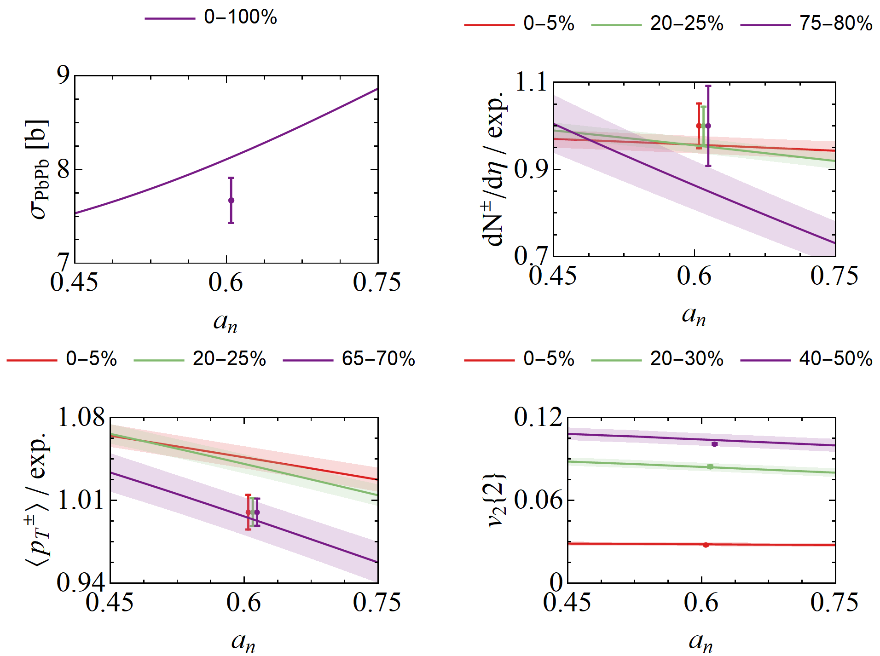 0−100%
σPbPb [b]
9
8
7
0.45 0.6 0.75
an
0−5% 20−25% 75−80%
dN±/dη / exp.
1.1
0.9
0.7
0.45 0.6 0.75
an
0−5% 20−25% 65−70%
⟨pT±⟩ / exp.
1.08
1.01
0.94
0.45 0.6 0.75
an
0−5% 20−30% 40−50%
v2{2}
0.12
0.06
0
0.45 0.6 0.75
an